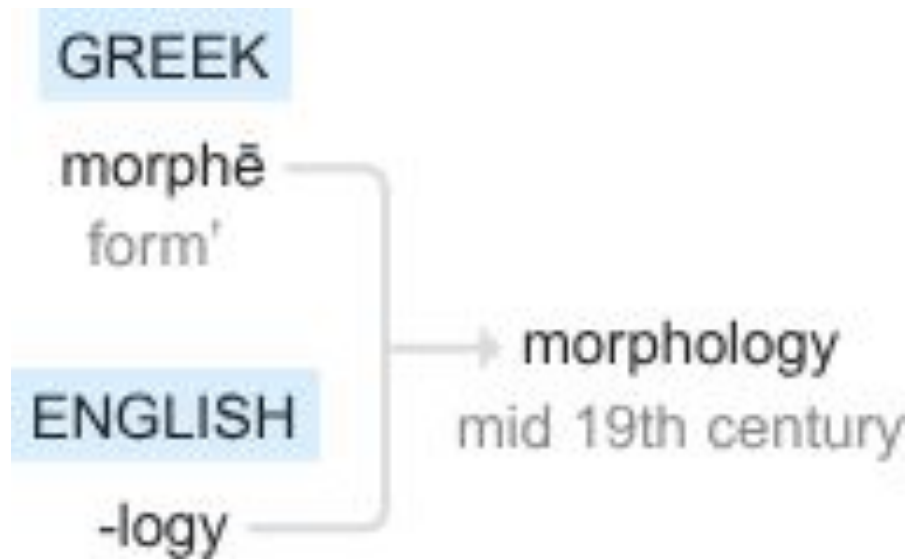 GREEK
morphē
form'
ENGLISH
-logy
morphology
mid 19th century